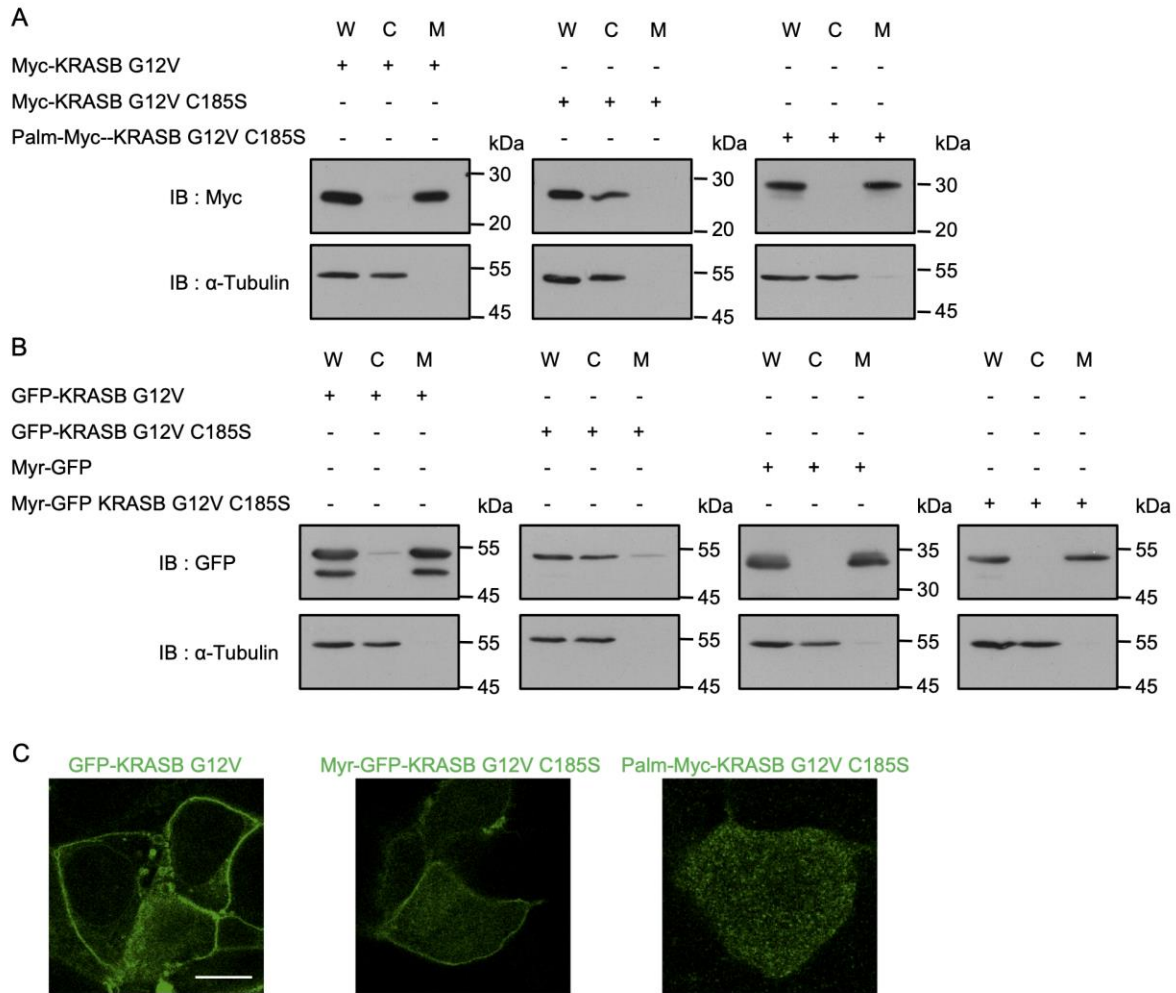 A
W C M W C M W C M
Myc-KRASB G12V + + + - - - - - -
Myc-KRASB G12V C185S - - - + + + - - -
Palm-Myc--KRASB G12V C185S - - - - - - + + +
kDa kDa kDa
IB : Myc 30 20 30 20 30 20
IB : α-Tubulin 55 45 55 45 55 45
B
W C M W C M W C M W C M
GFP-KRASB G12V + + + - - - - - - - - -
GFP-KRASB G12V C185S - - - + + + - - - - - -
Myr-GFP - - - - - - + + + - - -
Myr-GFP KRASB G12V C185S - - - - - - - - - + + +
kDa kDa kDa kDa
IB : GFP 55 45 55 45 35 30 55 45
IB : α-Tubulin 55 45 55 45 55 45 55 45
C
GFP-KRASB G12V Myr-GFP-KRASB G12V C185S Palm-Myc-KRASB G12V C185S